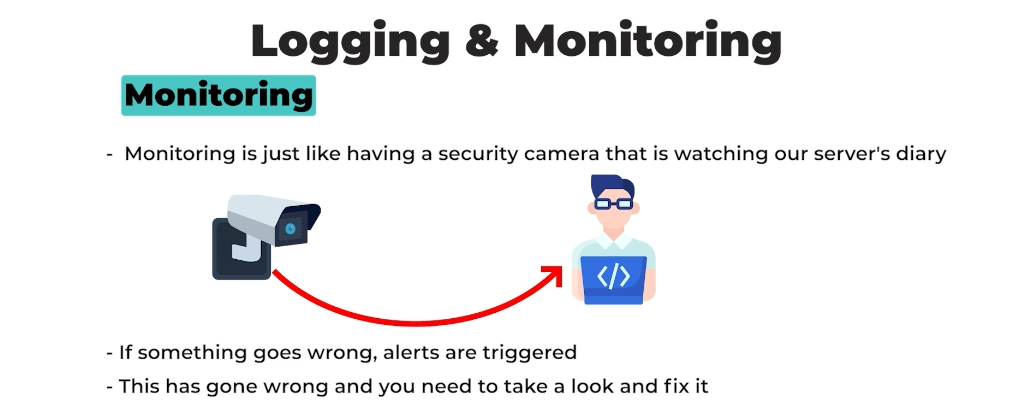 Logging & Monitoring
Monitoring
- Monitoring is just like having a security camera that is watching our server's diary
</>
- If something goes wrong, alerts are triggered
- This has gone wrong and you need to take a look and fix it